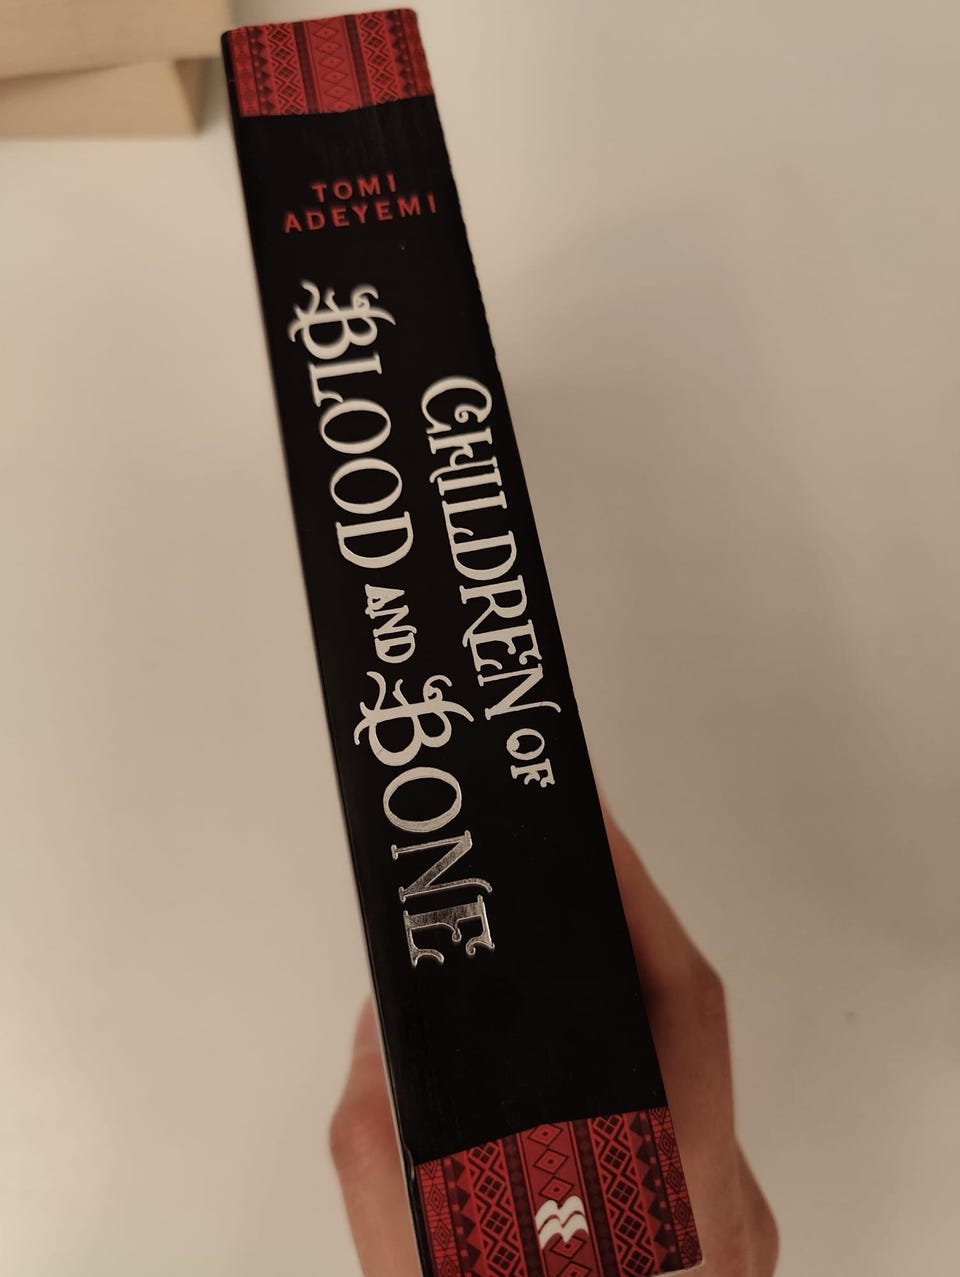 TOMI
ADEYEMI
CHILDREN OF
BLOOD AND BONE